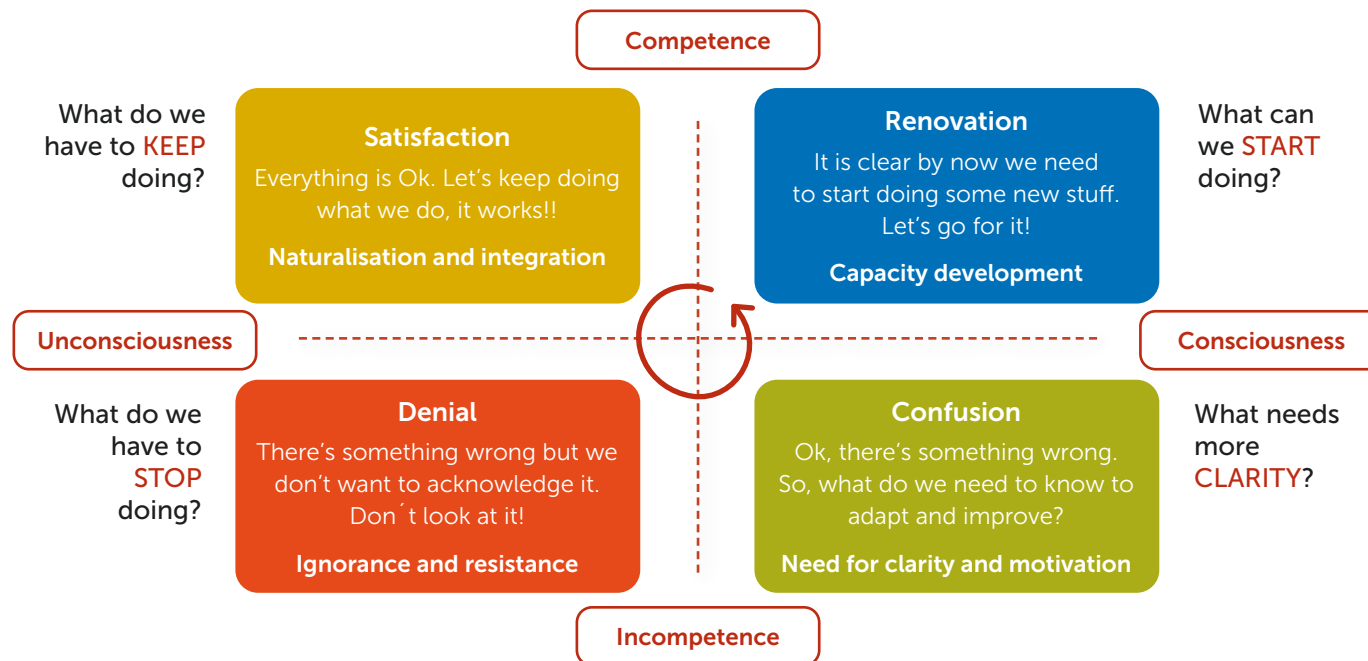 Competence
What do we
have to KEEP
doing?
Satisfaction
Everything is Ok. Let's keep doing
what we do, it works!!
Naturalisation and integration
Renovation
It is clear by now we need
to start doing some new stuff.
Let's go for it!
Capacity development
What can
we START
doing?
Unconsciousness
Consciousness
What do we
have to
STOP
doing?
Denial
There's something wrong but we
don't want to acknowledge it.
Don´t look at it!
Ignorance and resistance
Confusion
Ok, there's something wrong.
So, what do we need to know to
adapt and improve?
Need for clarity and motivation
What needs
more
CLARITY?
Incompetence